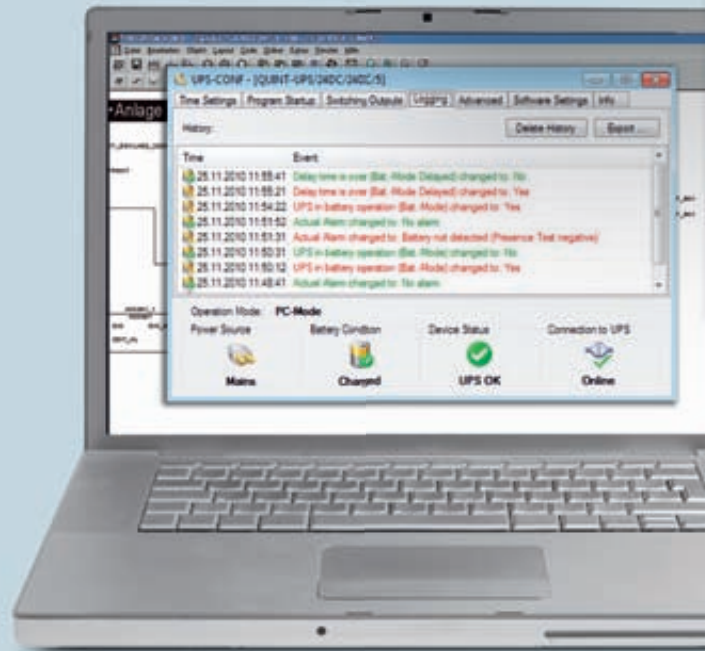 Anlage
UPS-CONF - [QUINT-UPS/24DC/24DC/5]
Time Settings Program Startup Switching Outputs Logging Advanced Software Settings Info
History:
Delete History Export ...
Time Event
25.11.2010 11:55:41 Delay time is over (Bat.-Mode Delayed) changed to: No
25.11.2010 11:55:21 Delay time is over (Bat.-Mode Delayed) changed to: Yes
25.11.2010 11:54:22 UPS in battery operation (Bat.-Mode) changed to: Yes
25.11.2010 11:51:52 Actual Alarm changed to: No alarm
25.11.2010 11:51:31 Actual Alarm changed to: Battery not detected (Presence Test negative)
25.11.2010 11:50:31 UPS in battery operation (Bat.-Mode) changed to: No
25.11.2010 11:50:12 UPS in battery operation (Bat.-Mode) changed to: Yes
25.11.2010 11:48:41 Actual Alarm changed to: No alarm
Operation Mode: PC-Mode
Power Source Battery Condition Device Status Connection to UPS
Mains Charged UPS OK Online